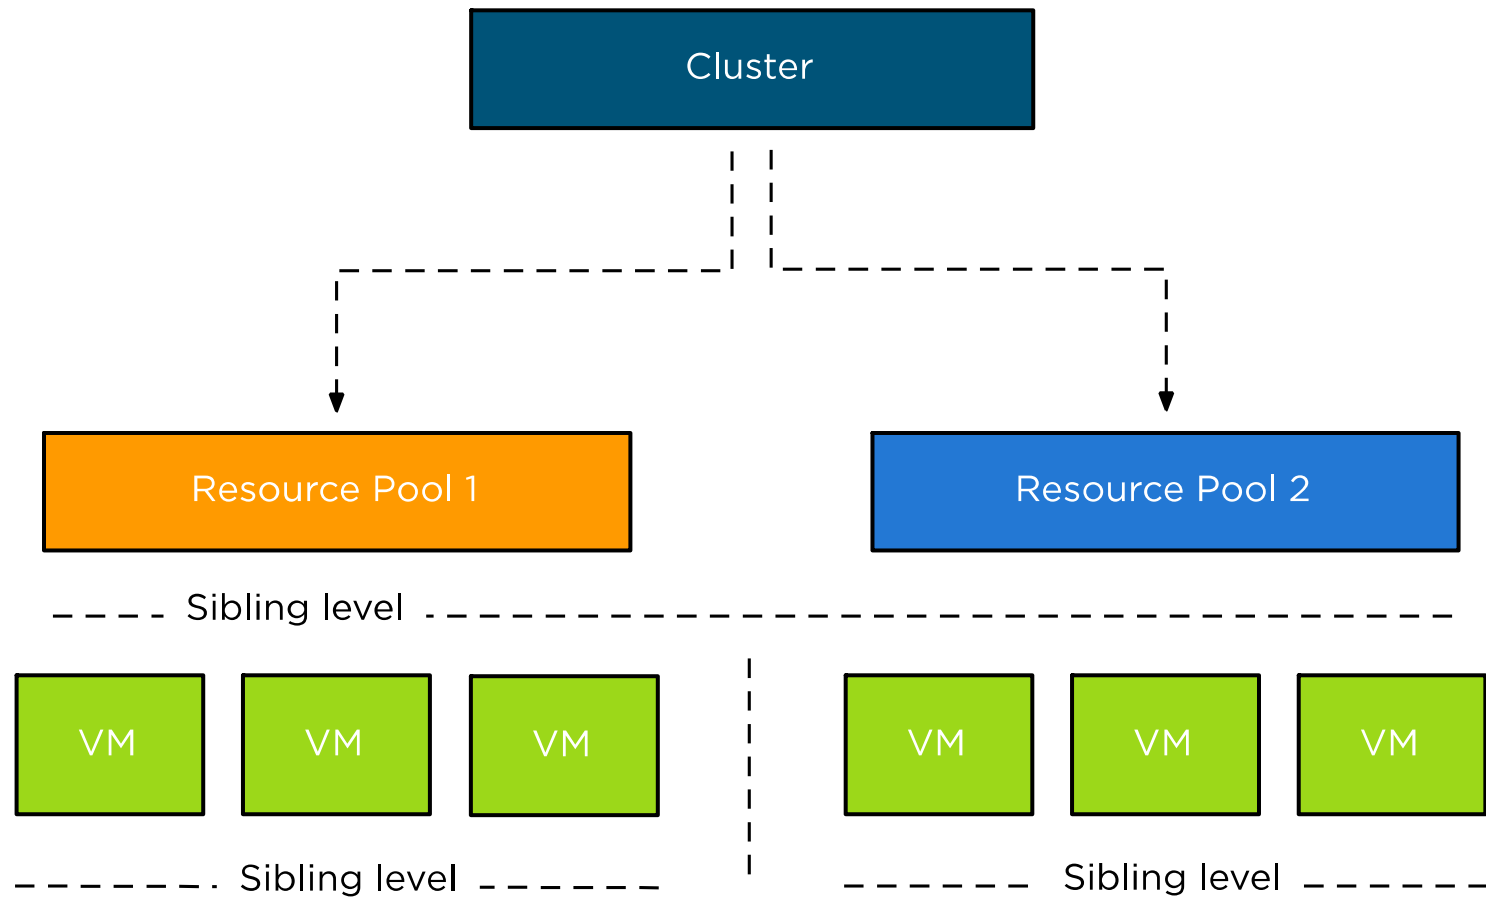 Cluster
Resource Pool 1
Resource Pool 2
Sibling level
VM
VM
VM
VM
VM
VM
Sibling level
Sibling level